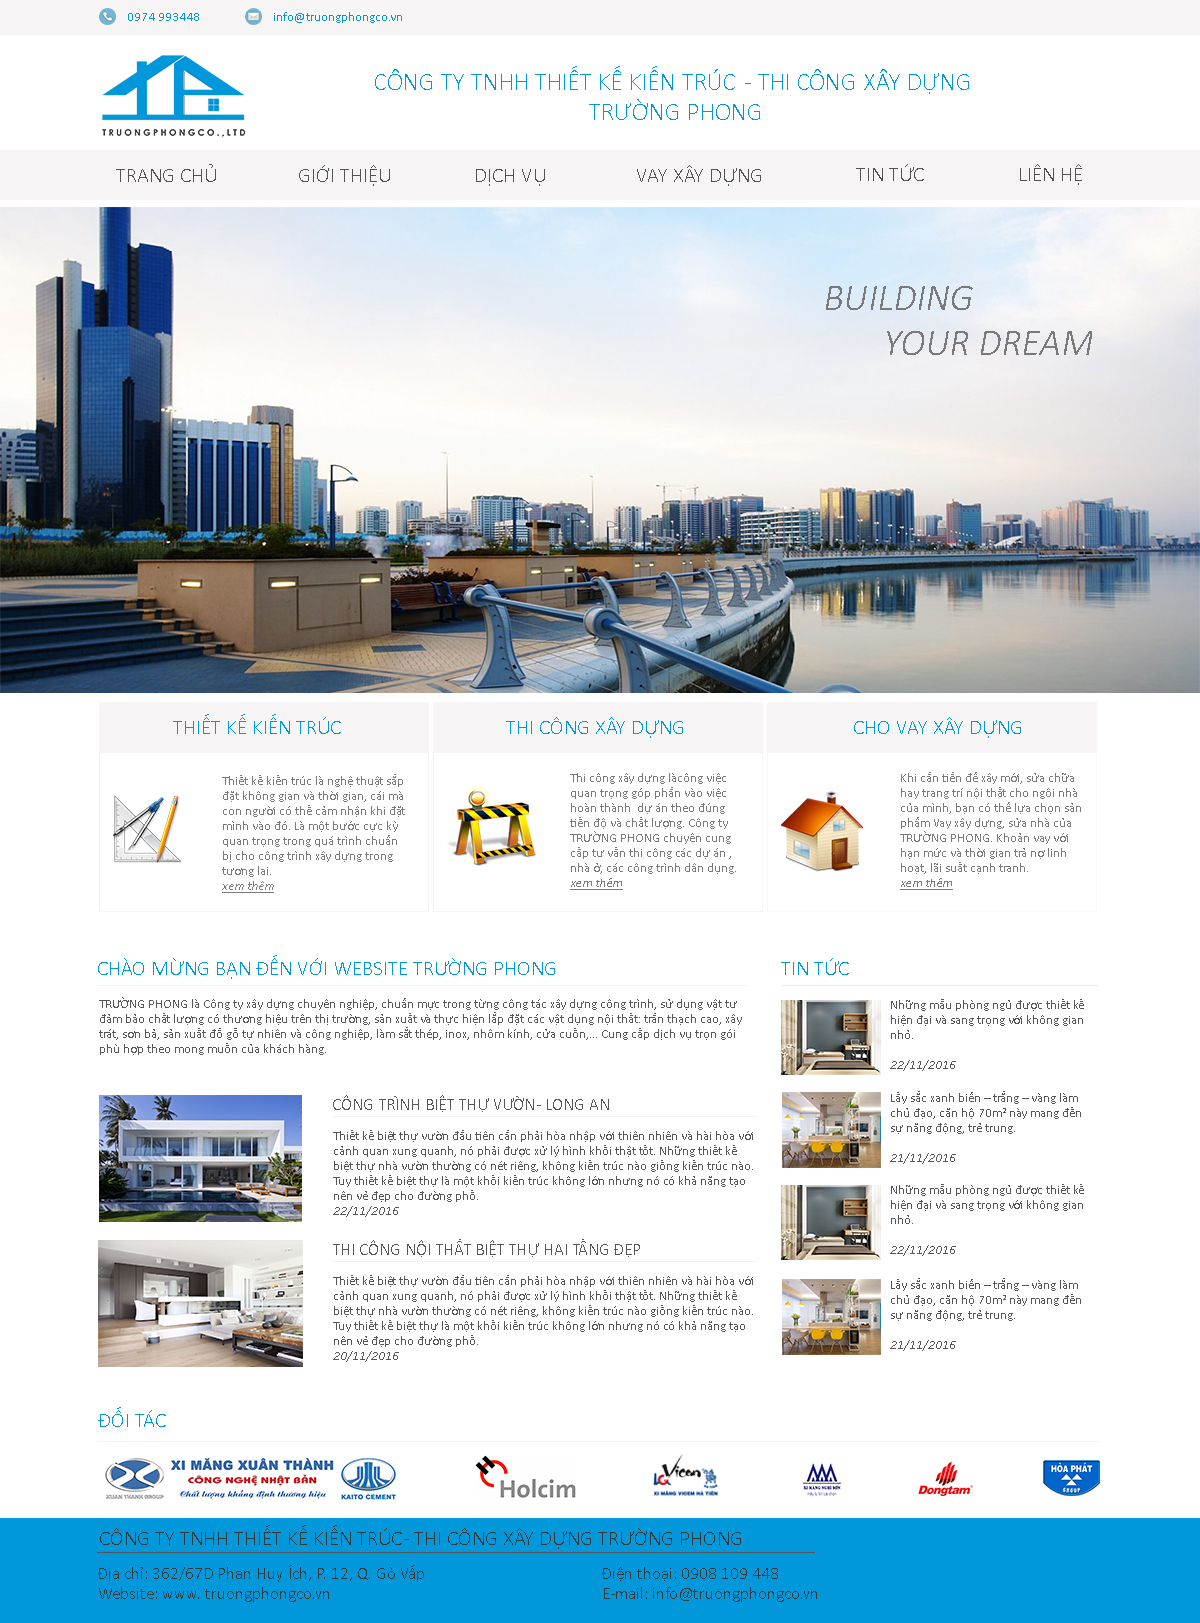 0974 993448
info@truongphongco.vn
TRUONGPHONGCO.,LTD
CÔNG TY TNHH THIẾT KẾ KIẾN TRÚC - THI CÔNG XÂY DỰNG
TRƯỜNG PHONG
TRANG CHỦ
GIỚI THIỆU
DỊCH VỤ
VAY XÂY DỰNG
TIN TỨC
LIÊN HỆ
BUILDING
YOUR DREAM
THIẾT KẾ KIẾN TRÚC
Thiết kế kiến trúc là nghệ thuật sắp
đặt không gian và thời gian, cái mà
con người có thể cảm nhận khi đặt
mình vào đó. Là một bước cực kỳ
quan trọng trong quá trình chuẩn
bị cho công trình xây dựng trong
tương lai.
xem thêm
THI CÔNG XÂY DỰNG
Thi công xây dựng làcông việc
quan trọng góp phần vào việc
hoàn thành  dự án theo đúng
tiến độ và chất lượng. Công ty
TRƯỜNG PHONG chuyên cung
cấp tư vấn thi công các dự án ,
nhà ở, các công trình dân dụng.
xem thêm
CHO VAY XÂY DỰNG
Khi cần tiền để xây mới, sửa chữa
hay trang trí nội thất cho ngôi nhà
của mình, bạn có thể lựa chọn sản
phẩm Vay xây dựng, sửa nhà của
TRƯỜNG PHONG. Khoản vay với
hạn mức và thời gian trả nợ linh
hoạt, lãi suất cạnh tranh.
xem thêm
CHÀO MỪNG BẠN ĐẾN VỚI WEBSITE TRƯỜNG PHONG
TRƯỜNG PHONG là Công ty xây dựng chuyên nghiệp, chuẩn mực trong từng công tác xây dựng công trình, sử dụng vật tư
đảm bảo chất lượng có thương hiệu trên thị trường, sản xuất và thực hiện lắp đặt các vật dụng nội thất: trần thạch cao, xây
trát, sơn bả, sản xuất đồ gỗ tự nhiên và công nghiệp, làm sắt thép, inox, nhôm kính, cửa cuốn,... Cung cấp dịch vụ trọn gói
phù hợp theo mong muốn của khách hàng.
CÔNG TRÌNH BIỆT THỰ VƯỜN- LONG AN
Thiết kế biệt thự vườn đầu tiên cần phải hòa nhập với thiên nhiên và hài hòa với
cảnh quan xung quanh, nó phải được xử lý hình khối thật tốt. Những thiết kế
biệt thự nhà vườn thường có nét riêng, không kiến trúc nào giống kiến trúc nào.
Tuy thiết kế biệt thự là một khối kiến trúc không lớn nhưng nó có khả năng tạo
nên vẻ đẹp cho đường phố.
22/11/2016
THI CÔNG NỘI THẤT BIỆT THỰ HAI TẦNG ĐẸP
Thiết kế biệt thự vườn đầu tiên cần phải hòa nhập với thiên nhiên và hài hòa với
cảnh quan xung quanh, nó phải được xử lý hình khối thật tốt. Những thiết kế
biệt thự nhà vườn thường có nét riêng, không kiến trúc nào giống kiến trúc nào.
Tuy thiết kế biệt thự là một khối kiến trúc không lớn nhưng nó có khả năng tạo
nên vẻ đẹp cho đường phố.
20/11/2016
TIN TỨC
Những mẫu phòng ngủ được thiết kế
hiện đại và sang trọng với không gian
nhỏ.
22/11/2016
Lấy sắc xanh biển – trắng – vàng làm
chủ đạo, căn hộ 70m² này mang đến
sự năng động, trẻ trung.
21/11/2016
Những mẫu phòng ngủ được thiết kế
hiện đại và sang trọng với không gian
nhỏ.
22/11/2016
Lấy sắc xanh biển – trắng – vàng làm
chủ đạo, căn hộ 70m² này mang đến
sự năng động, trẻ trung.
21/11/2016
ĐỐI TÁC
XUAN THANH GROUP
XI MĂNG XUÂN THÀNH
CÔNG NGHỆ NHẬT BẢN
Chất lượng khẳng định thương hiệu
KAITO CEMENT
Holcim
Vicem
XI MĂNG VICEM HÀ TIÊN
XI MĂNG NGHI SƠN
Dongtam
HÒA PHÁT
GROUP
CÔNG TY TNHH THIẾT KẾ KIẾN TRÚC- THI CÔNG XÂY DỰNG TRƯỜNG PHONG
Địa chỉ: 362/67D Phan Huy Ích, P. 12, Q. Gò Vấp
Điện thoại: 0908 109 448
Website: www. truongphongco.vn
E-mail: info@truongphongco.vn